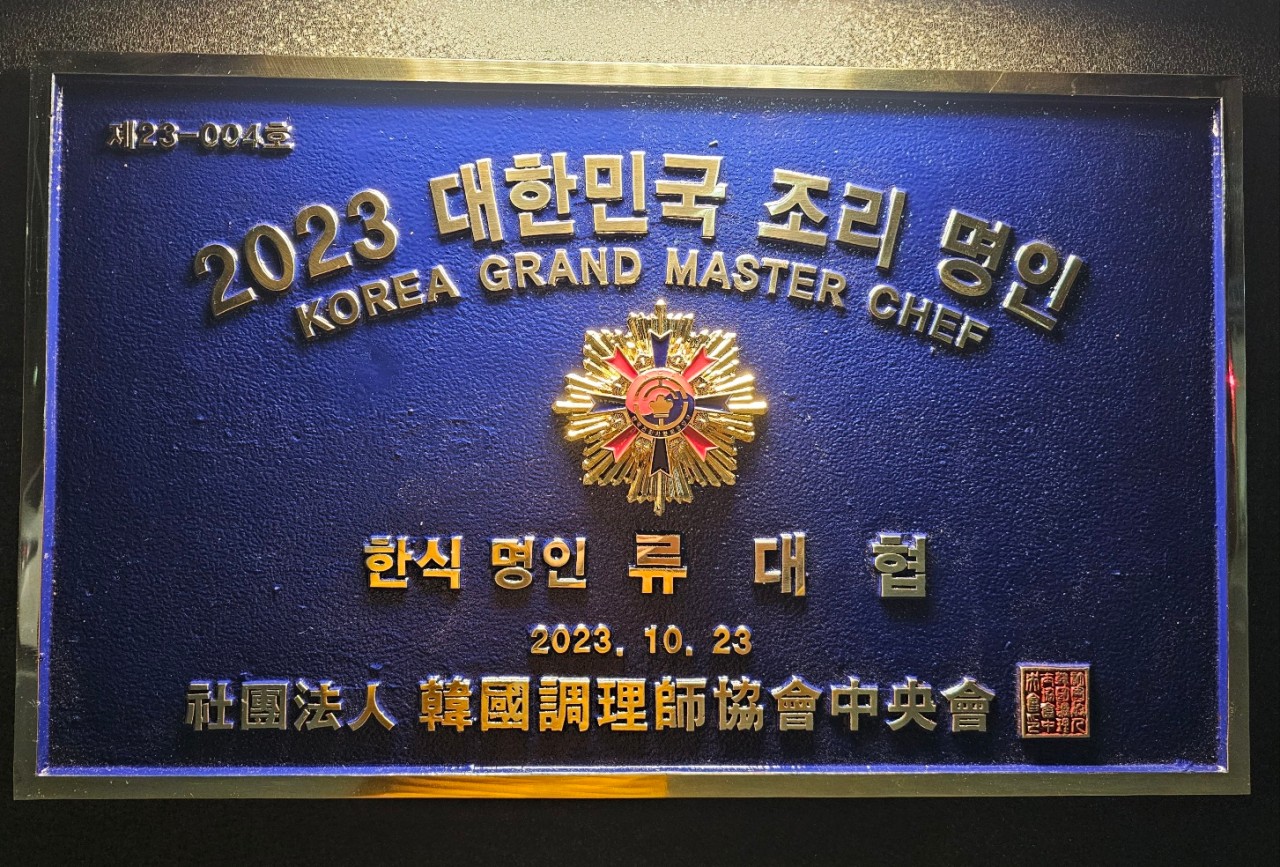 제23-004호
2023 대한민국 조리 명인
KOREA GRAND MASTER CHEF
한식 명인 류 대 협
2023. 10. 23
社團法人 韓國調理師協會中央會